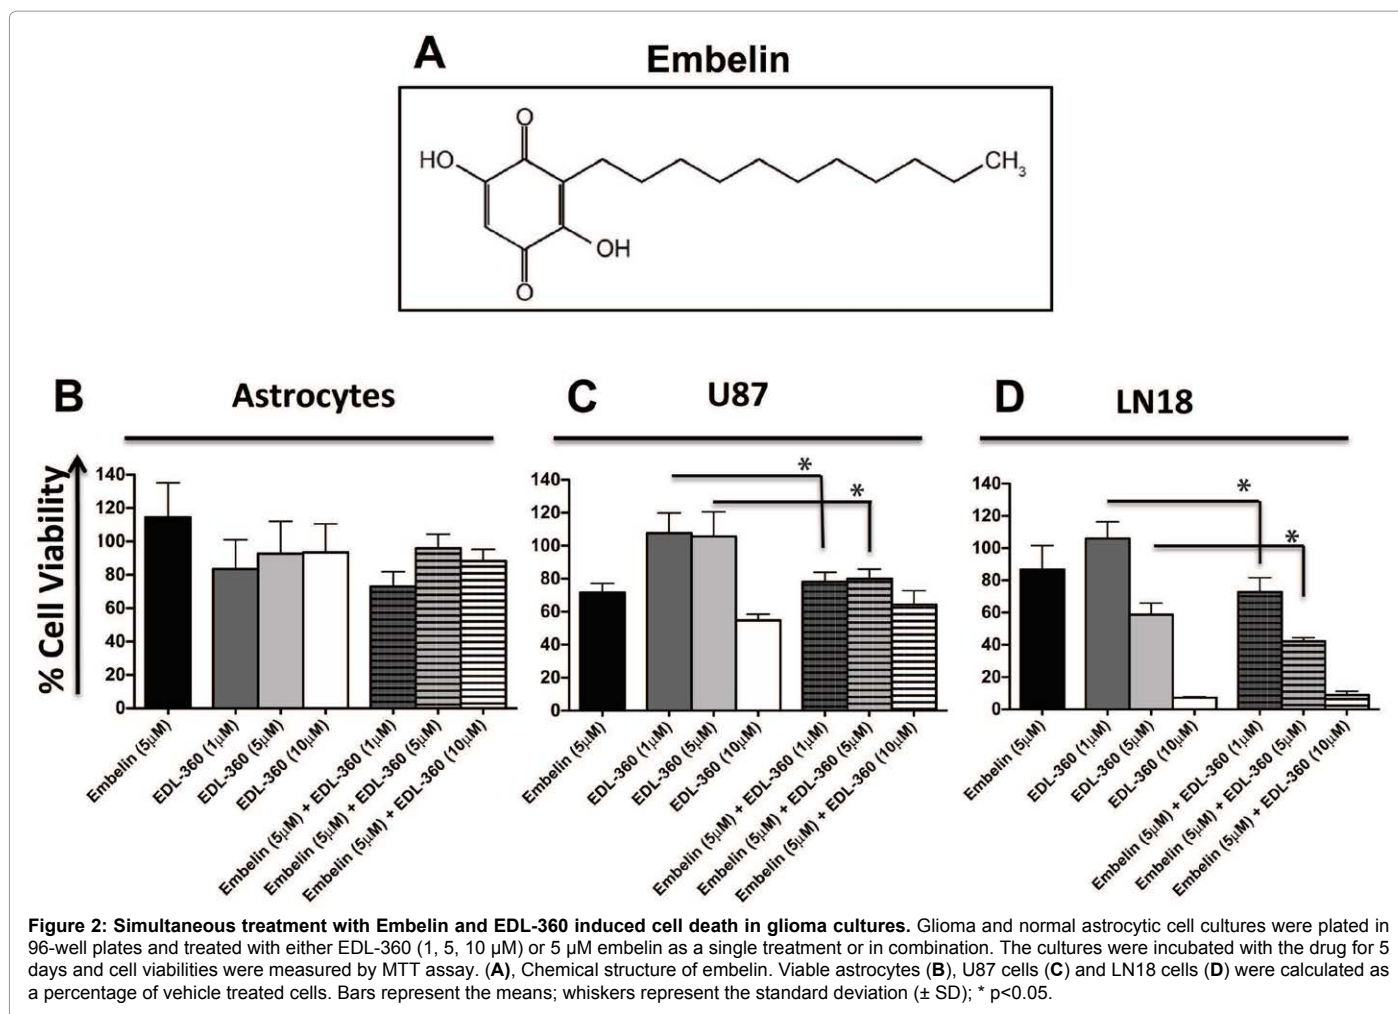 A
Embelin
O
HO
CH3
OH
O
B
Astrocytes
% Cell Viability
140
120
100
80
60
40
20
0
Embelin (5µM)
EDL-360 (1µM)
EDL-360 (5µM)
EDL-360 (10µM)
Embelin (5µM) + EDL-360 (1µM)
Embelin (5µM) + EDL-360 (5µM)
Embelin (5µM) + EDL-360 (10µM)
C
U87
140
120
100
80
60
40
20
0
*
*
Embelin (5µM)
EDL-360 (1µM)
EDL-360 (5µM)
EDL-360 (10µM)
Embelin (5µM) + EDL-360 (1µM)
Embelin (5µM) + EDL-360 (5µM)
Embelin (5µM) + EDL-360 (10µM)
D
LN18
140
120
100
80
60
40
20
0
*
*
Embelin (5µM)
EDL-360 (1µM)
EDL-360 (5µM)
EDL-360 (10µM)
Embelin (5µM) + EDL-360 (1µM)
Embelin (5µM) + EDL-360 (5µM)
Embelin (5µM) + EDL-360 (10µM)
Figure 2: Simultaneous treatment with Embelin and EDL-360 induced cell death in glioma cultures. Glioma and normal astrocytic cell cultures were plated in
96-well plates and treated with either EDL-360 (1, 5, 10 µM) or 5 µM embelin as a single treatment or in combination. The cultures were incubated with the drug for 5
days and cell viabilities were measured by MTT assay. (A), Chemical structure of embelin. Viable astrocytes (B), U87 cells (C) and LN18 cells (D) were calculated as
a percentage of vehicle treated cells. Bars represent the means; whiskers represent the standard deviation (± SD); * p<0.05.